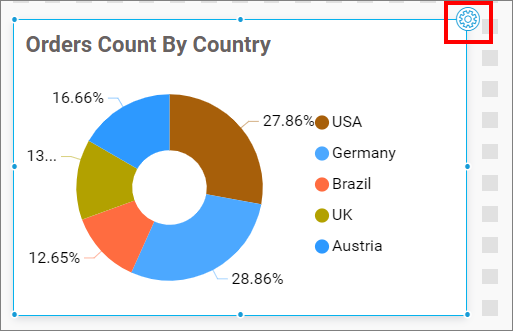 Orders Count By Country
16.66%
27.86%
13...
12.65%
28.86%
USA
Germany
Brazil
UK
Austria